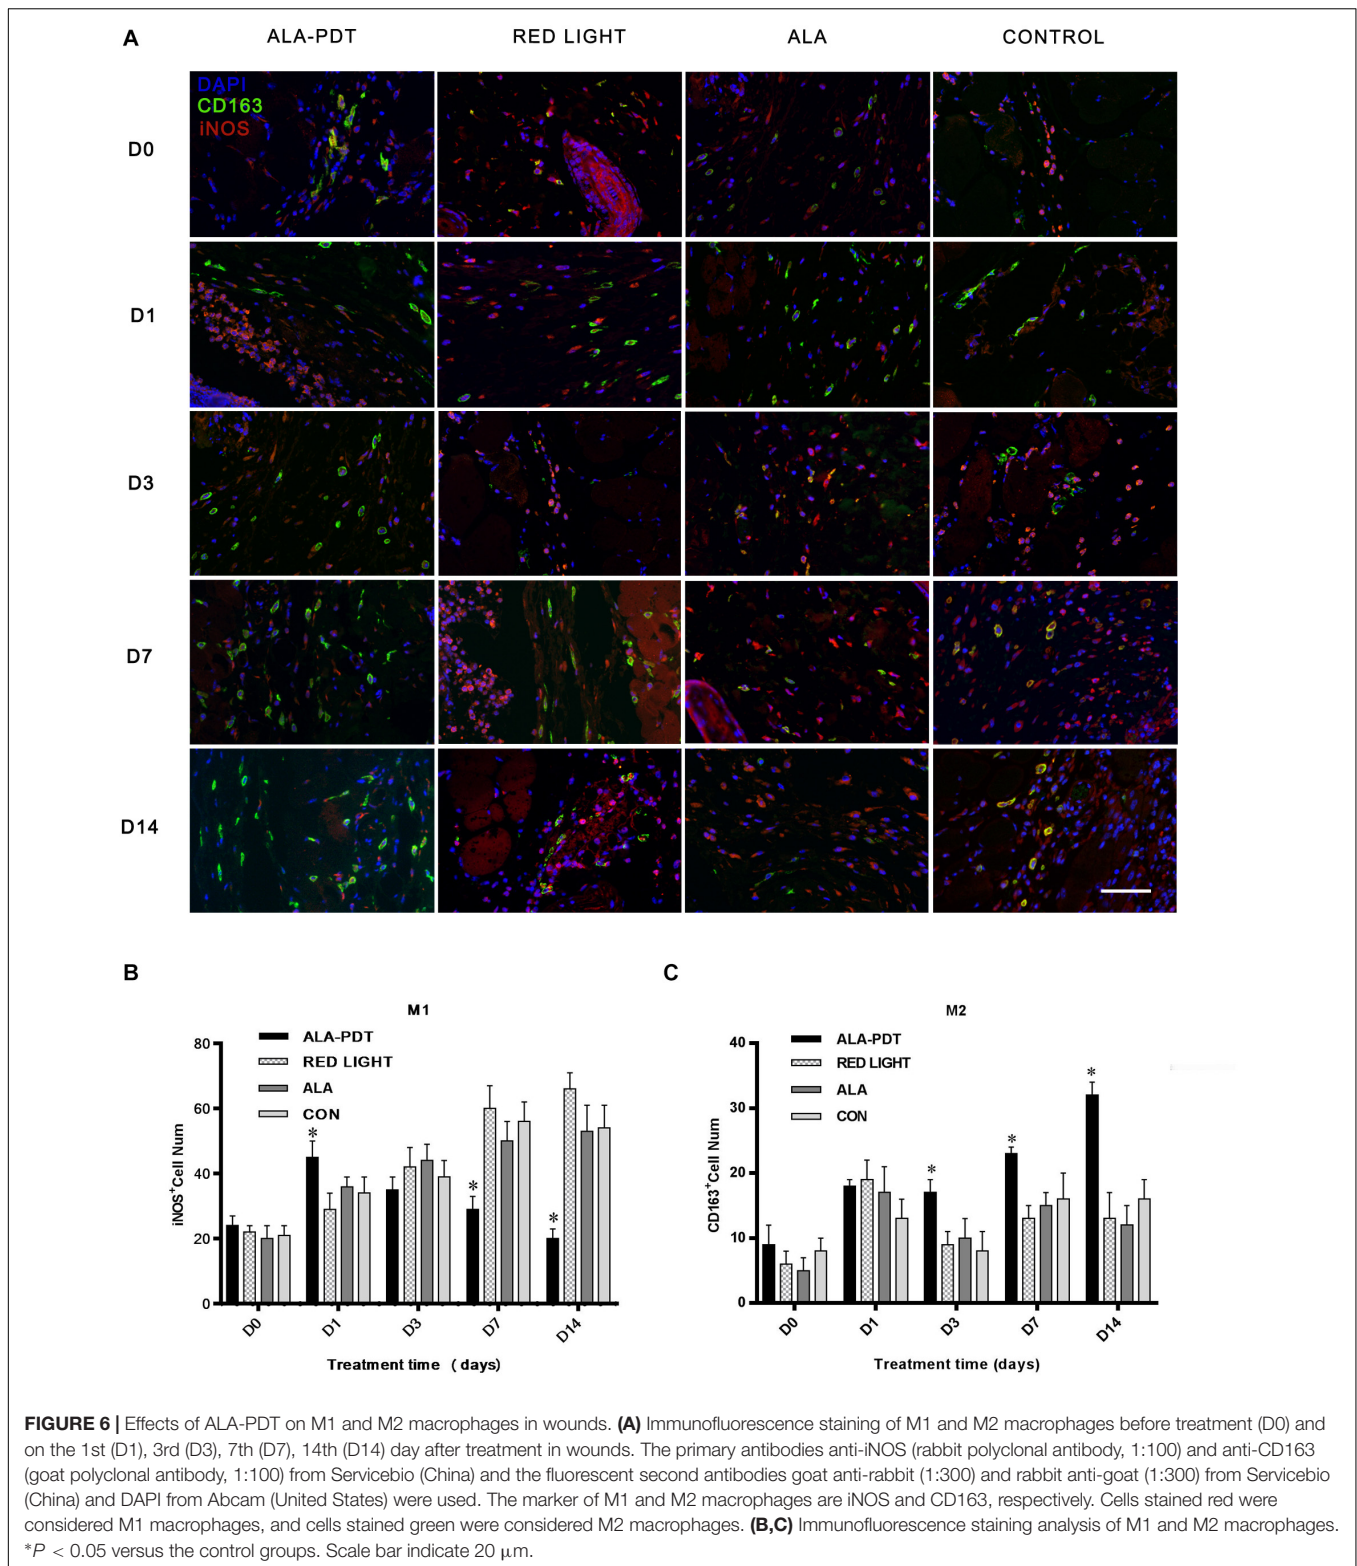 A
ALA-PDT RED LIGHT ALA CONTROL
DAPI
CD163
iNOS
D0
D1
D3
D7
D14
B
M1
ALA-PDT
RED LIGHT
ALA
CON
iNOS+Cell Num
80
60
40
20
0
D0 D1 D3 D7 D14
* * *
Treatment time (days)
C
M2
ALA-PDT
RED LIGHT
ALA
CON
CD163+Cell Num
40
30
20
10
0
D0 D1 D3 D7 D14
* * *
Treatment time (days)
FIGURE 6 | Effects of ALA-PDT on M1 and M2 macrophages in wounds. (A) Immunofluorescence staining of M1 and M2 macrophages before treatment (D0) and
on the 1st (D1), 3rd (D3), 7th (D7), 14th (D14) day after treatment in wounds. The primary antibodies anti-iNOS (rabbit polyclonal antibody, 1:100) and anti-CD163
(goat polyclonal antibody, 1:100) from Servicebio (China) and the fluorescent second antibodies goat anti-rabbit (1:300) and rabbit anti-goat (1:300) from Servicebio
(China) and DAPI from Abcam (United States) were used. The marker of M1 and M2 macrophages are iNOS and CD163, respectively. Cells stained red were
considered M1 macrophages, and cells stained green were considered M2 macrophages. (B,C) Immunofluorescence staining analysis of M1 and M2 macrophages.
*P < 0.05 versus the control groups. Scale bar indicate 20 μm.